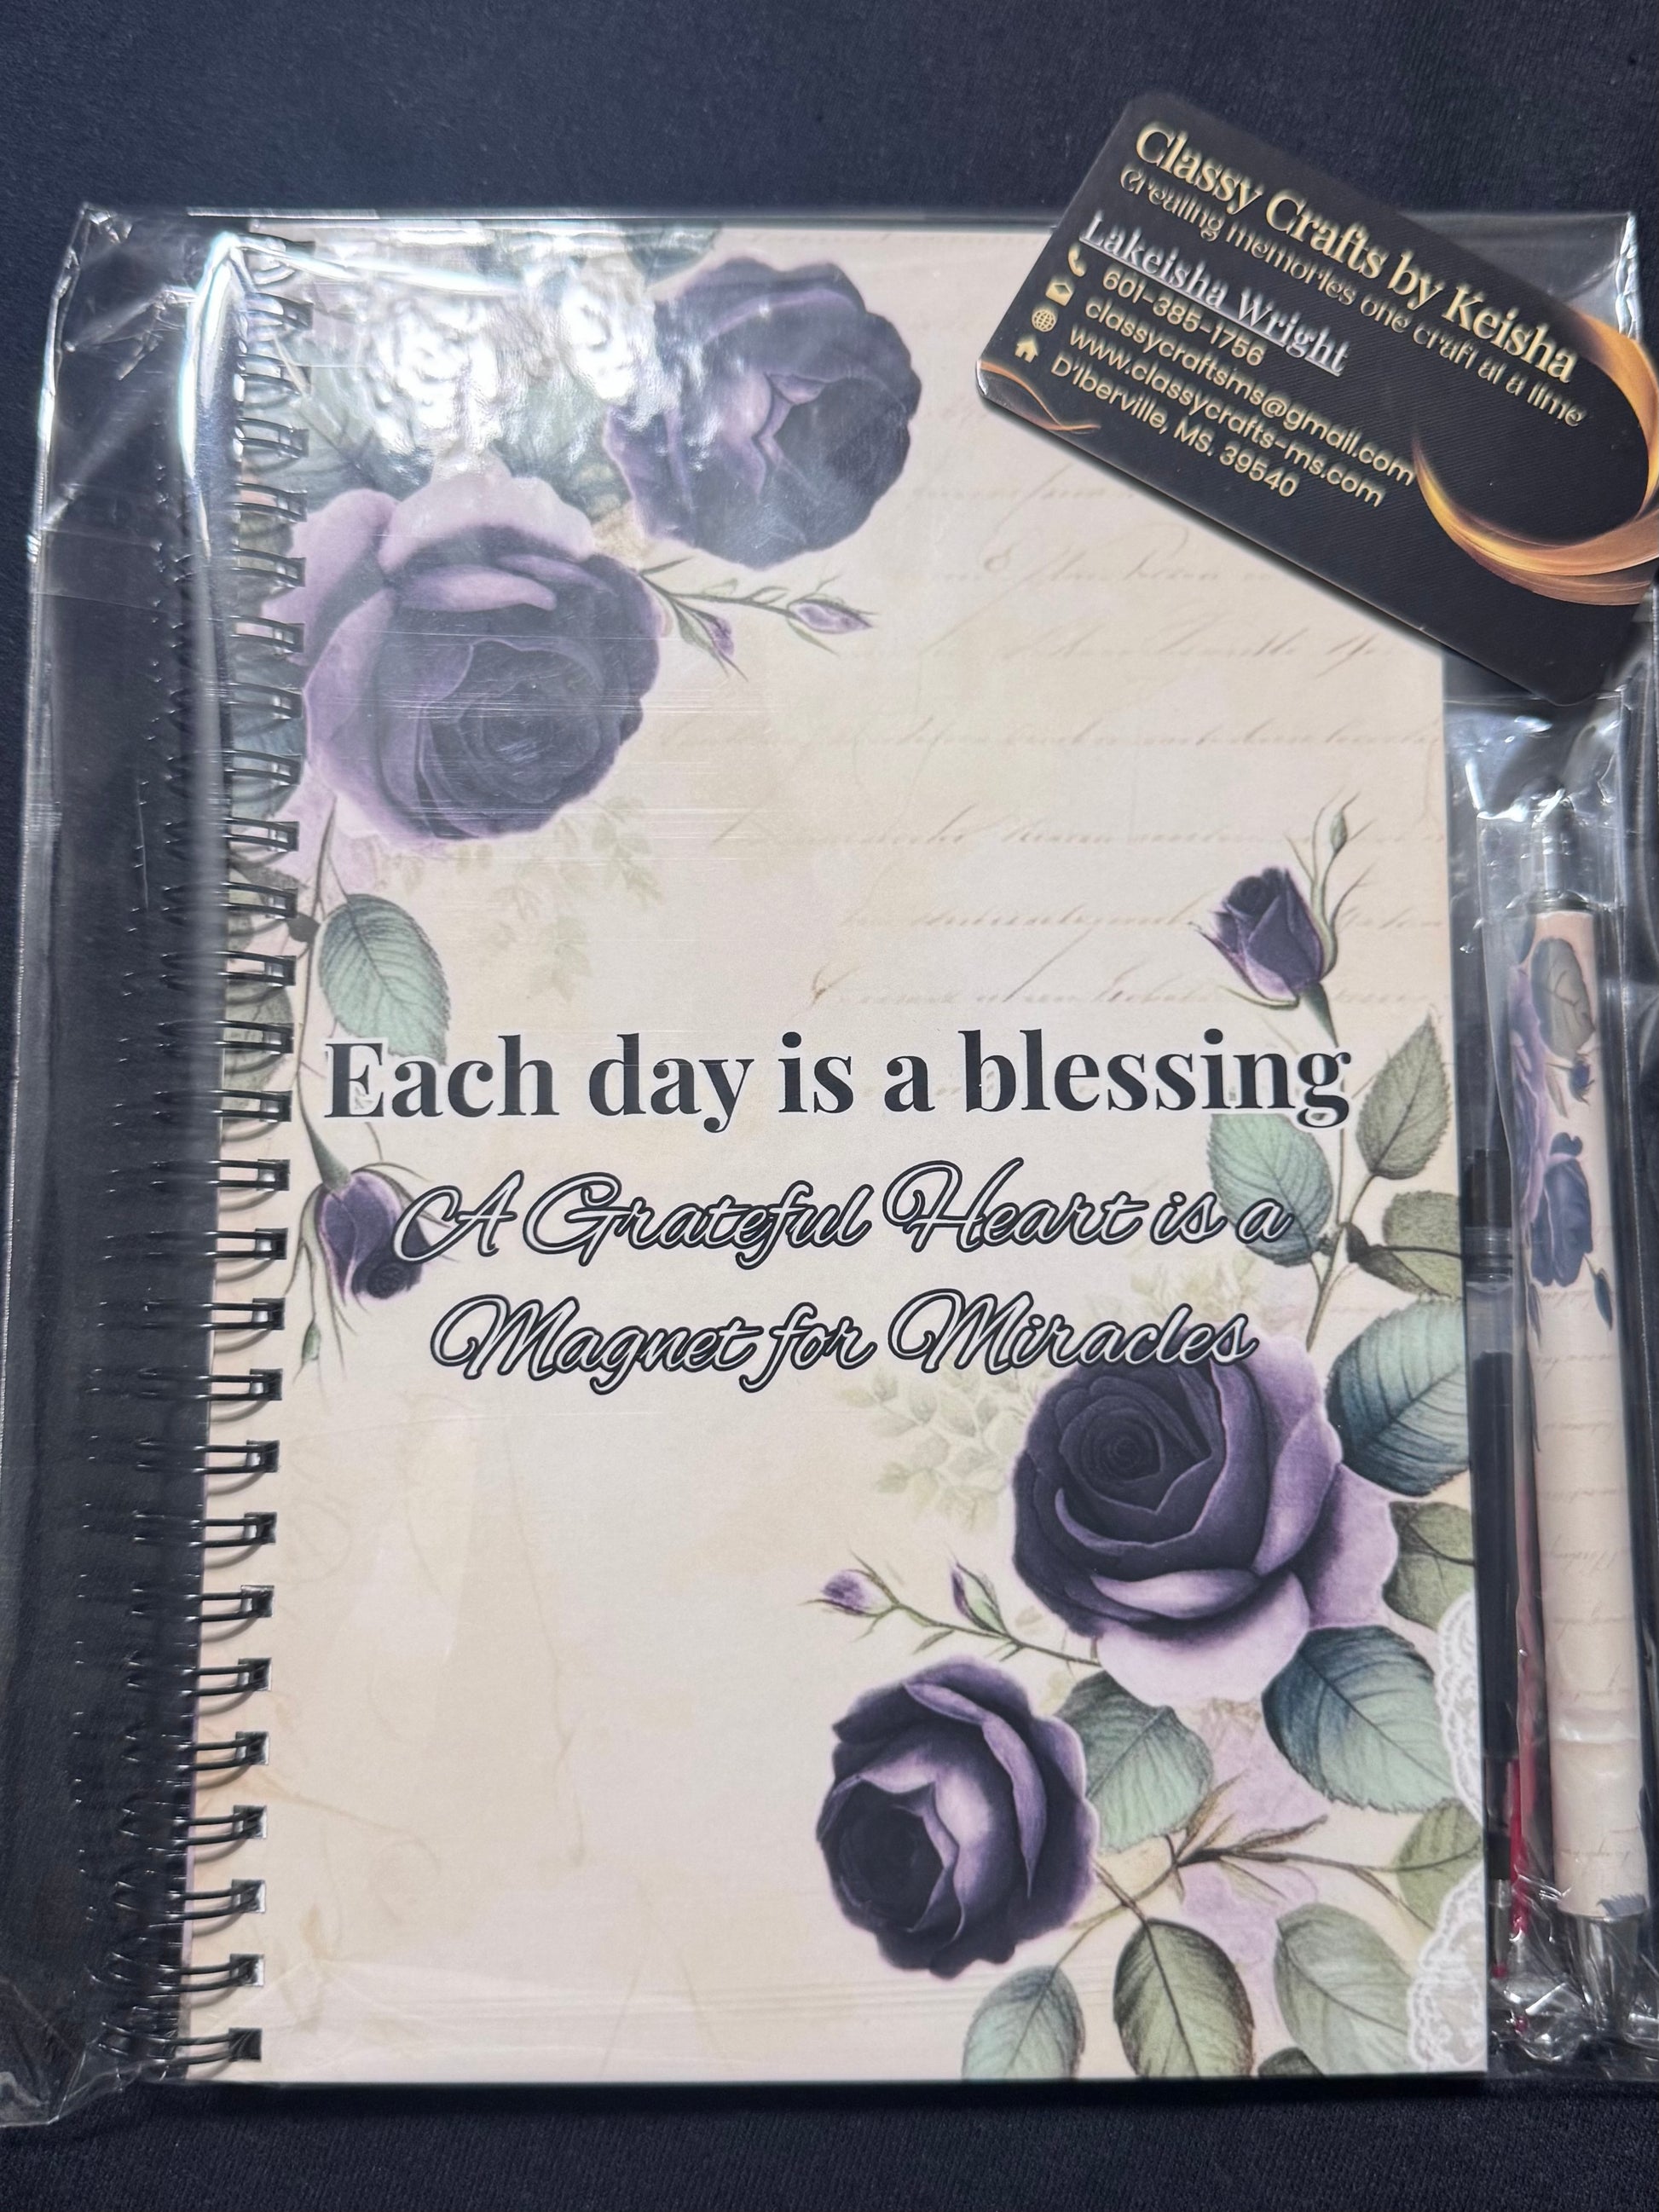 Classy Crafts by Keisha
Creating memories one craft at a time
Lakeisha Wright
601-385-1756
classycraftsms@gmail.com
www.classycrafts-ms.com
D'Iberville, MS. 39540
Each day is a blessing
A Grateful Heart is a
Magnet for Miracles